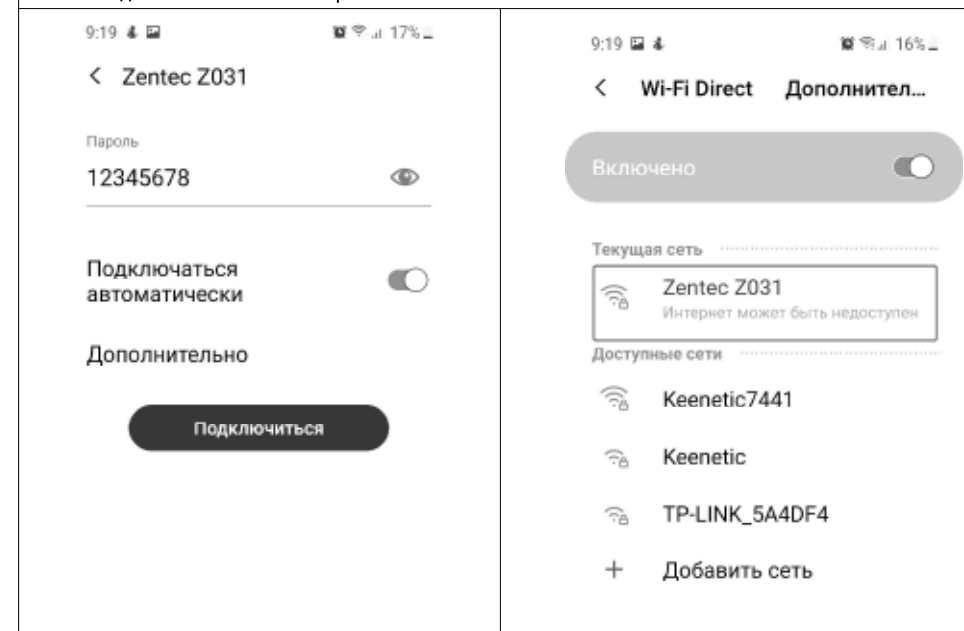 9:19
17%
Zentec Z031
Пароль
12345678
Подключаться
автоматически
Дополнительно
Подключиться
9:19
16%
Wi-Fi Direct Дополнител...
Включено
Текущая сеть
Zentec Z031
Интернет может быть недоступен
Доступные сети
Keenetic7441
Keenetic
TP-LINK_5A4DF4
+ Добавить сеть